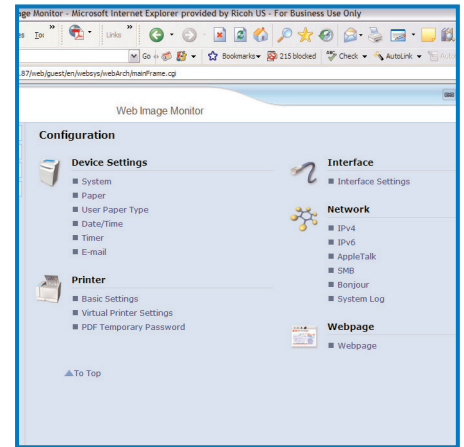 ge Monitor - Microsoft Internet Explorer provided by Ricoh US - For Business Use Only
es Too » Links »
Go Bookmarks 215 blocked Check AutoLink
.87/web/guest/en/websys/webArch/mainFrame.cgi
Web Image Monitor
Configuration
Device Settings
System
Paper
User Paper Type
Date/Time
Timer
E-mail
Printer
Basic Settings
Virtual Printer Settings
PDF Temporary Password
To Top
Interface
Interface Settings
Network
IPv4
IPv6
AppleTalk
SMB
Bonjour
System Log
Webpage
Webpage